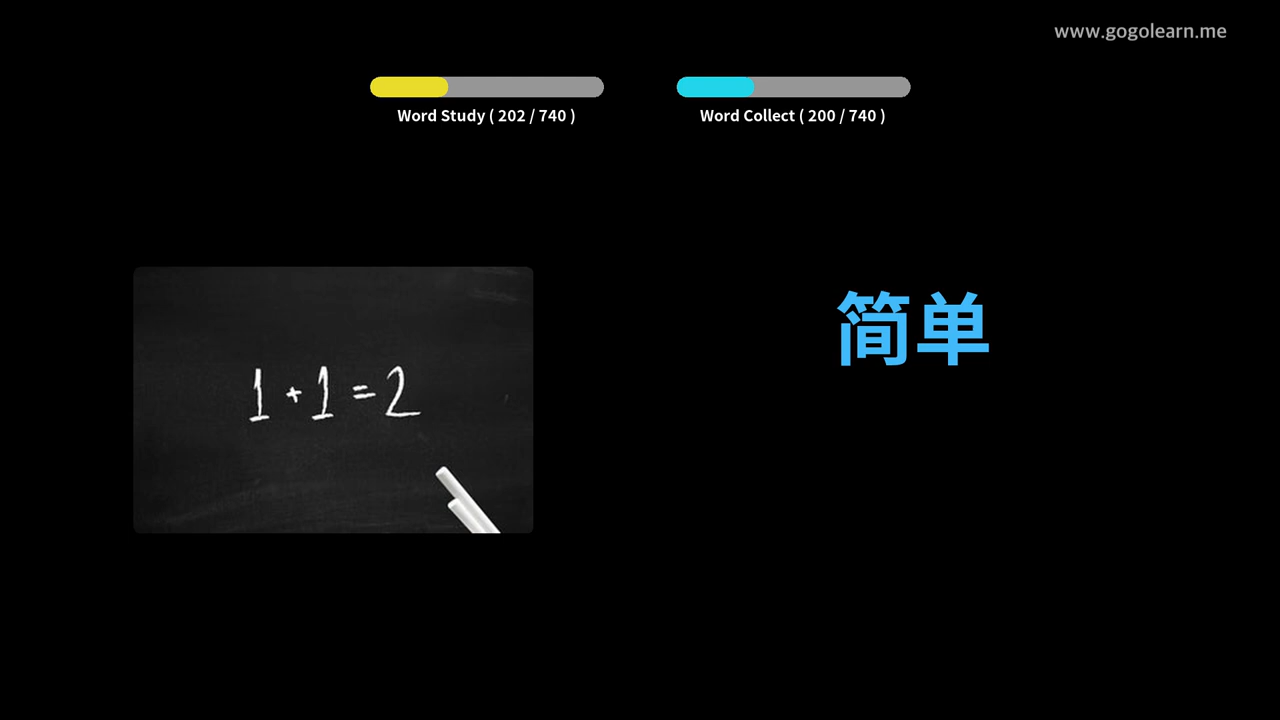 www.gogolearn.me
Word Study ( 202 / 740 )
Word Collect ( 200 / 740 )
简单
1 + 1 = 2